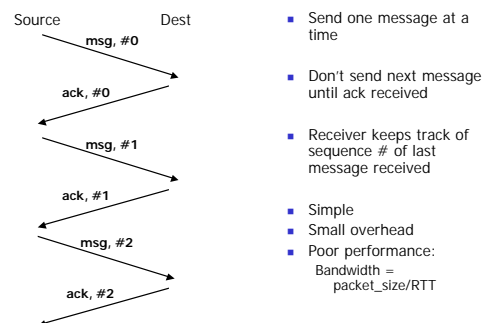 Source Dest
msg, #0
ack, #0
msg, #1
ack, #1
msg, #2
ack, #2
Send one message at a
time
Don't send next message
until ack received
Receiver keeps track of
sequence # of last
message received
Simple
Small overhead
Poor performance:
Bandwidth =
packet_size/RTT